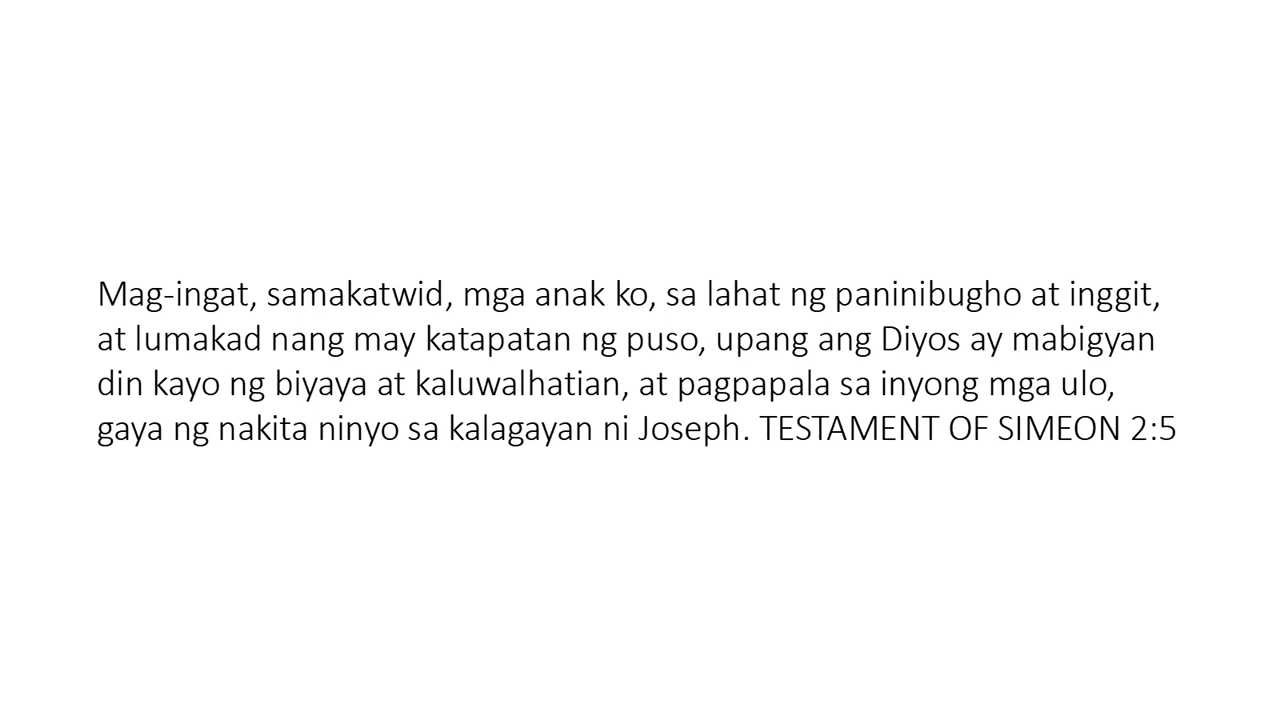 Mag-ingat, samakatwid, mga anak ko, sa lahat ng paninibugho at inggit,
at lumakad nang may katapatan ng puso, upang ang Diyos ay mabigyan
din kayo ng biyaya at kaluwalhatian, at pagpapala sa inyong mga ulo,
gaya ng nakita ninyo sa kalagayan ni Joseph. TESTAMENT OF SIMEON 2:5